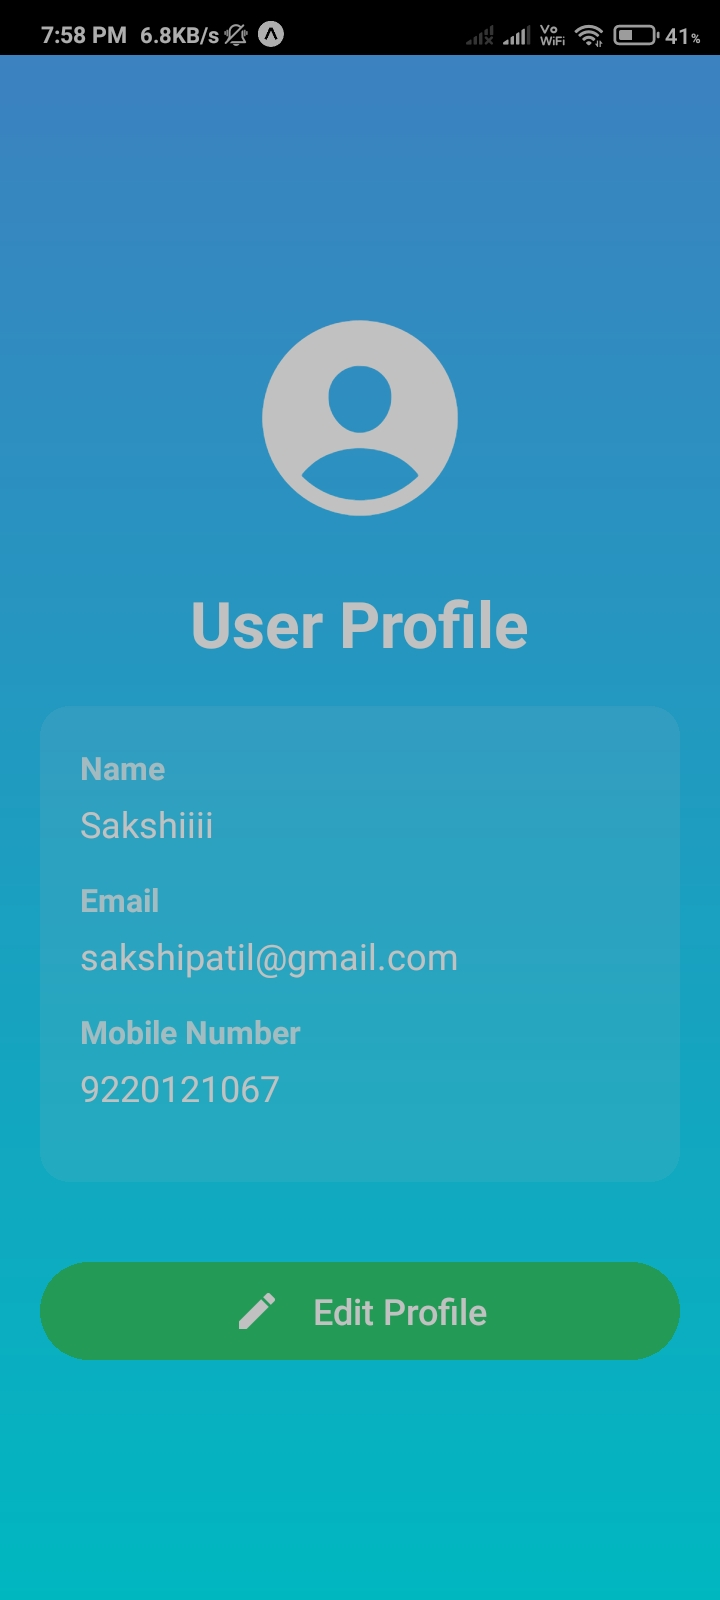 7:58 PM 6.8KB/s Vo WiFi 41%
User Profile
Name
Sakshiiii
Email
sakshipatil@gmail.com
Mobile Number
9220121067
Edit Profile